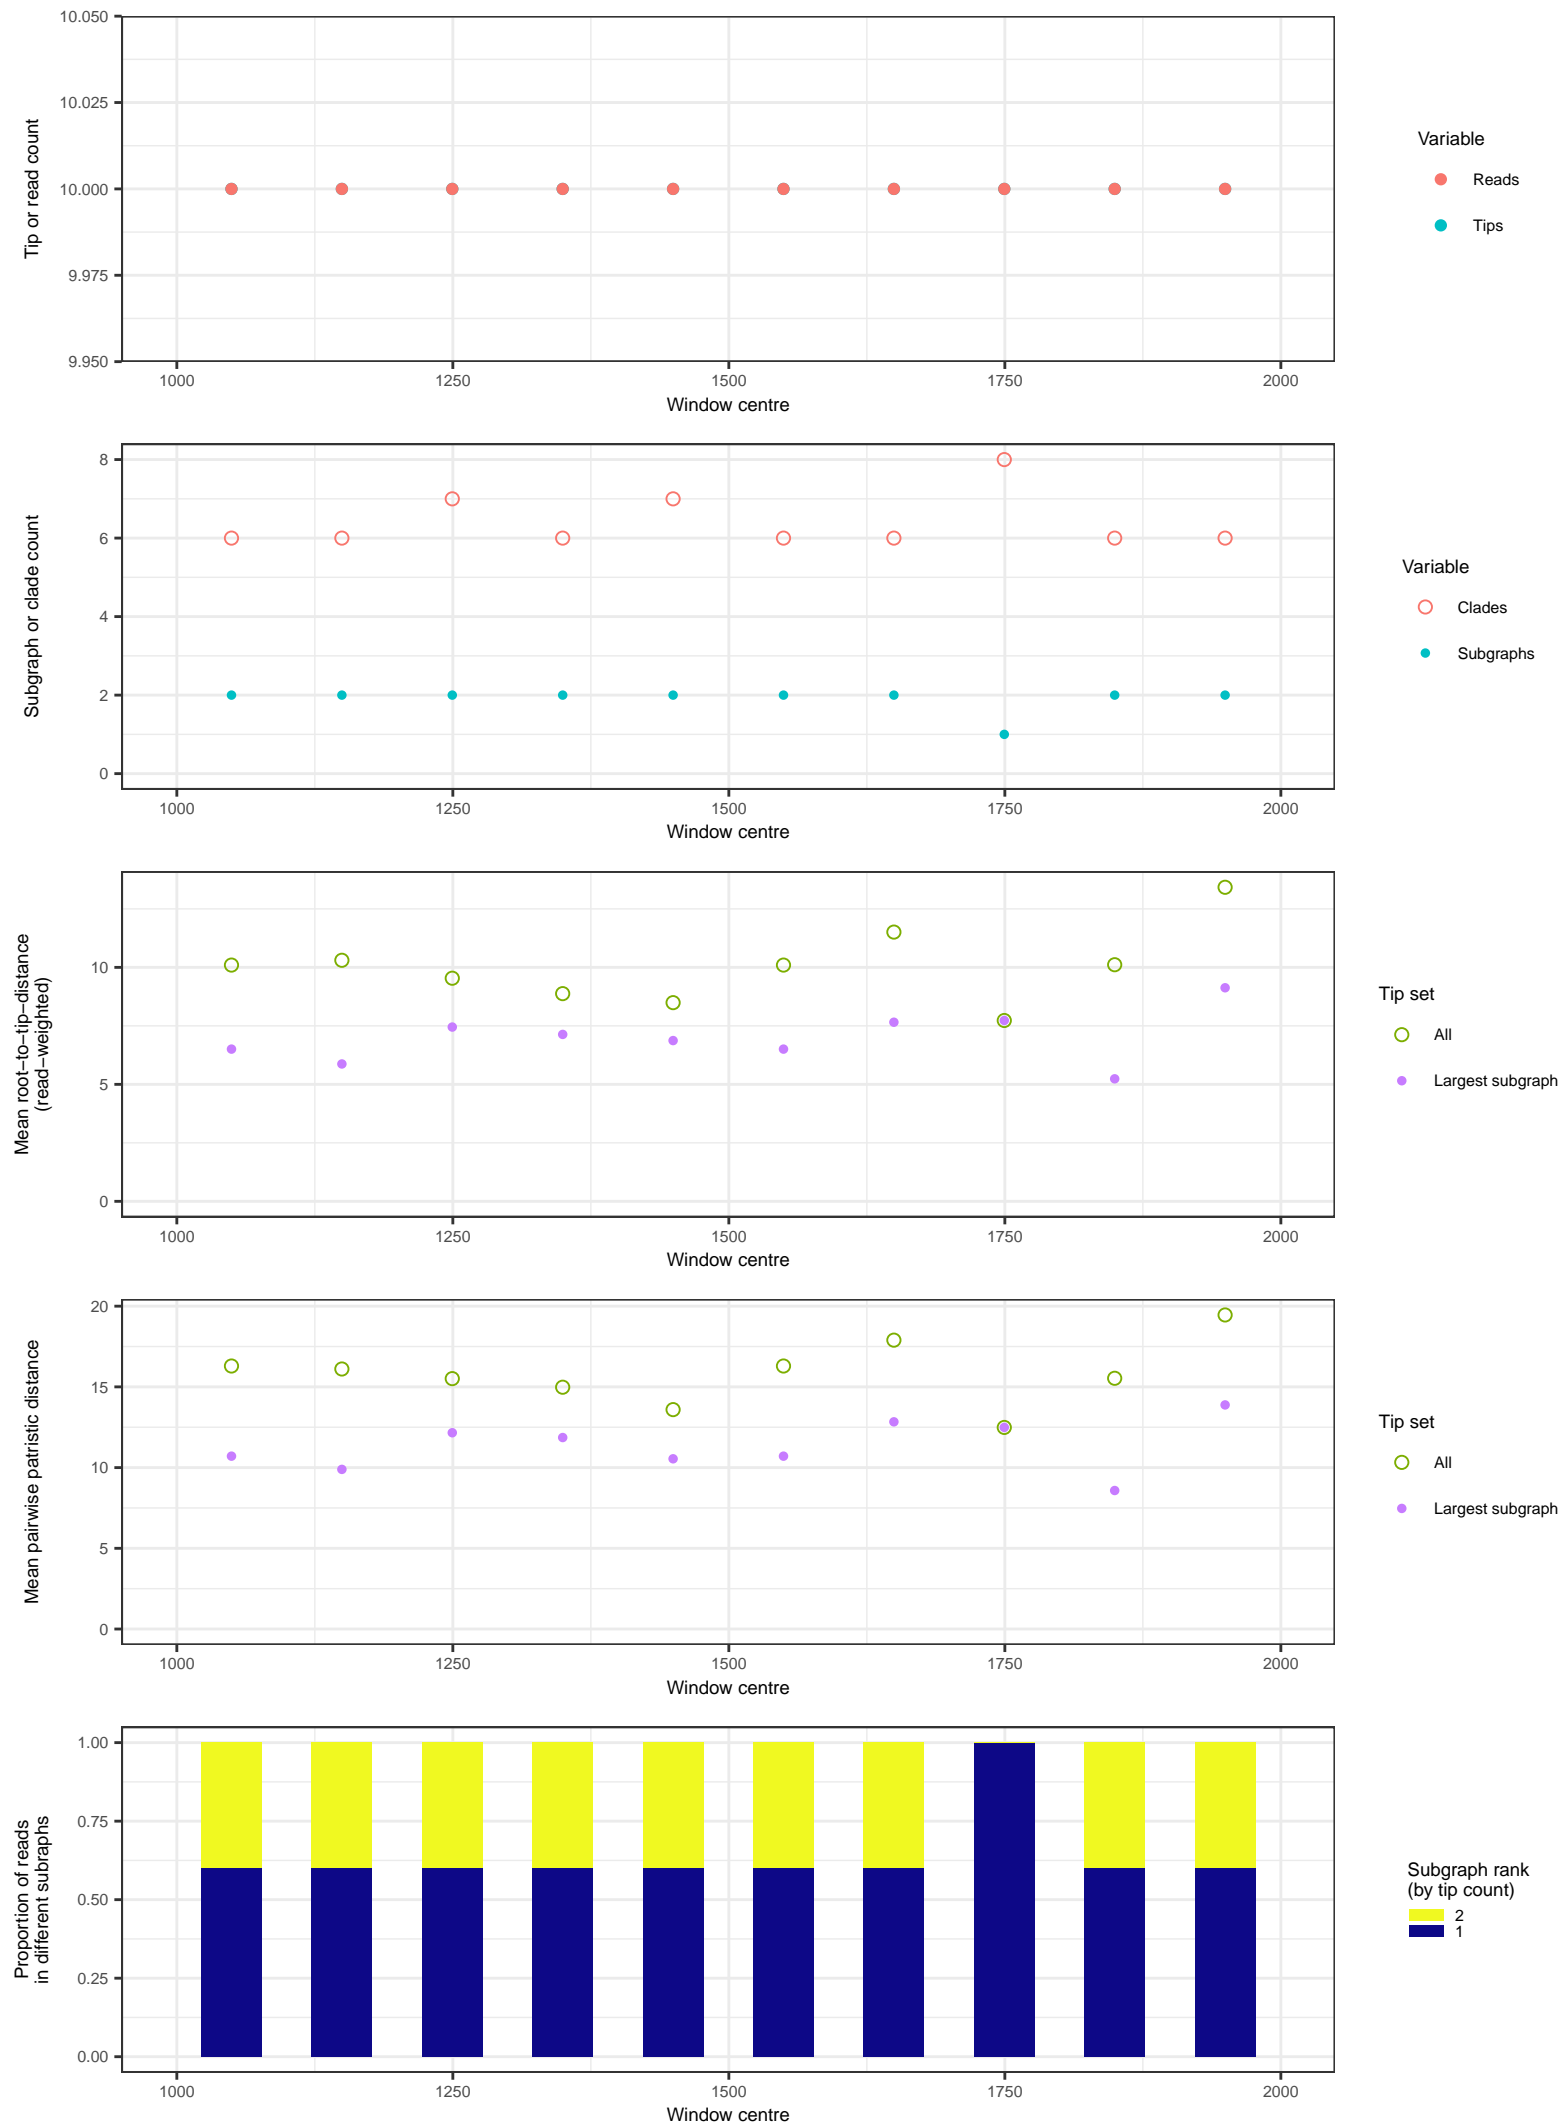 10.050
10.025
10.000
9.975
9.950
Tip or read count
1000 1250 1500 1750 2000
Window centre
Variable
Reads
Tips
8
6
4
2
0
Subgraph or clade count
1000 1250 1500 1750 2000
Window centre
Variable
Clades
Subgraphs
10
5
0
Mean root−to−tip−distance
(read−weighted)
1000 1250 1500 1750 2000
Window centre
Tip set
All
Largest subgraph
20
15
10
5
0
Mean pairwise patristic distance
1000 1250 1500 1750 2000
Window centre
Tip set
All
Largest subgraph
1.00
0.75
0.50
0.25
0.00
Proportion of reads
in different subraphs
1000 1250 1500 1750 2000
Window centre
Subgraph rank
(by tip count)
2
1